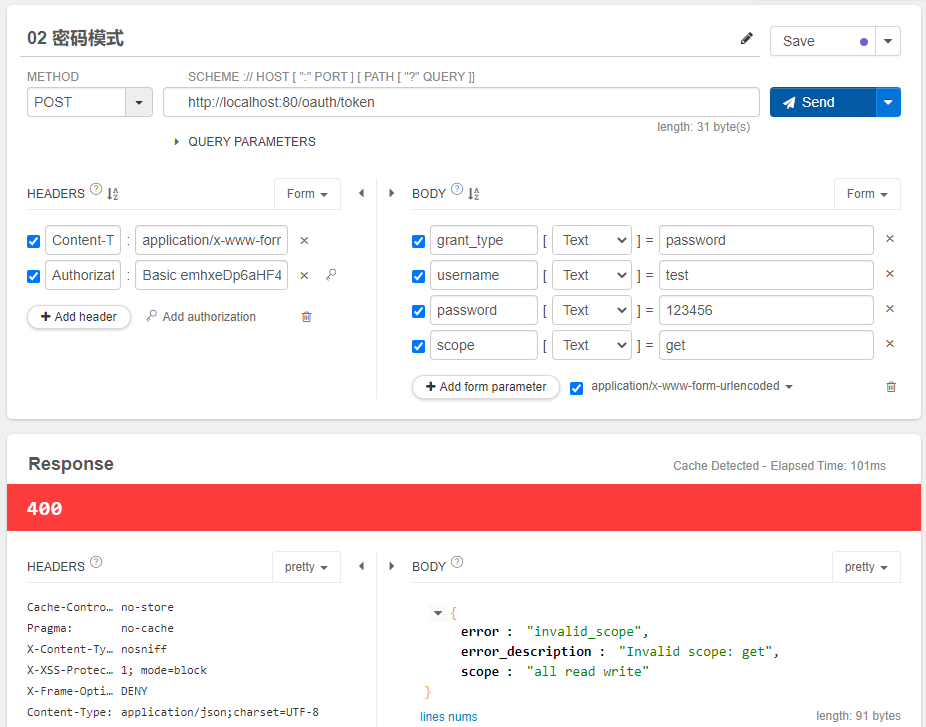 02 密码模式
Save
METHOD
SCHEME :// HOST [ ":" PORT ] [ PATH [ "?" QUERY ]]
POST
http://localhost:80/oauth/token
Send
length: 31 byte(s)
QUERY PARAMETERS
HEADERS ? Form
BODY ? Form
Content-T : application/x-www-forr ×
Authorizat : Basic emhxeDp6aHF4 ×
+ Add header Add authorization
grant_type [ Text ] = password ×
username [ Text ] = test ×
password [ Text ] = 123456 ×
scope [ Text ] = get ×
+ Add form parameter application/x-www-form-urlencoded
Response
Cache Detected - Elapsed Time: 101ms
400
HEADERS ? pretty
BODY ? pretty
Cache-Contro… no-store
Pragma: no-cache
X-Content-Ty… nosniff
X-XSS-Protec… 1; mode=block
X-Frame-Opti… DENY
Content-Type: application/json;charset=UTF-8
{
error : "invalid_scope",
error_description : "Invalid scope: get",
scope : "all read write"
}
lines nums
length: 91 bytes